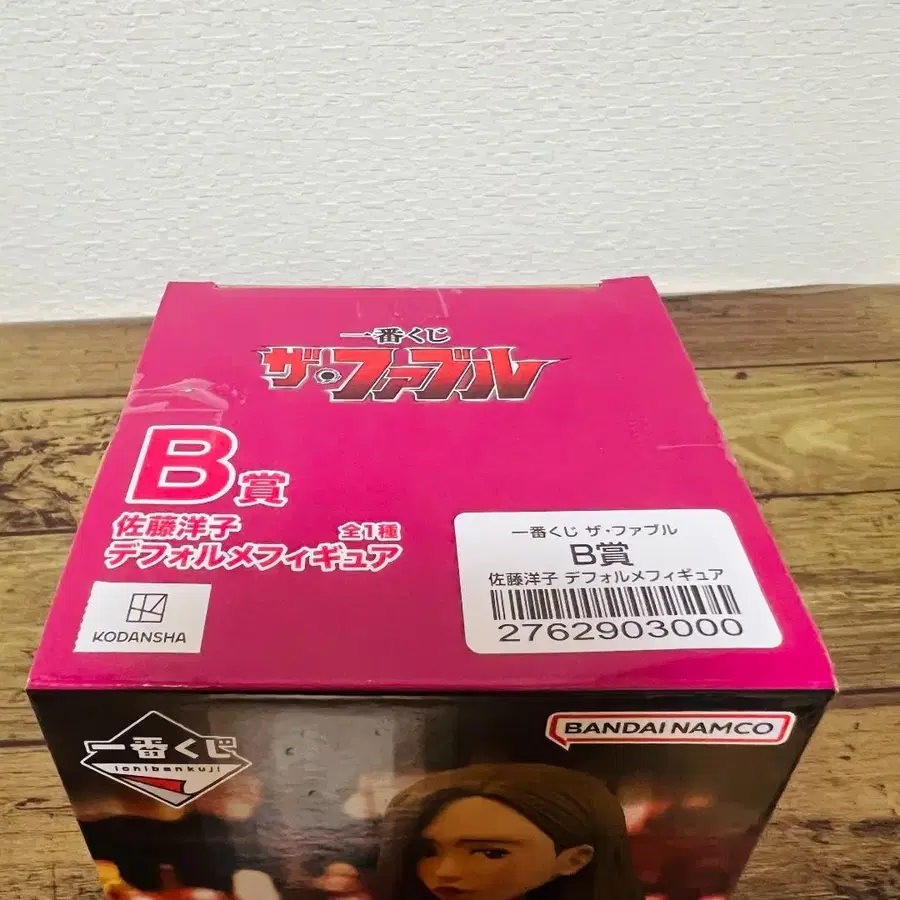 一番くじ
ザ・ファブル
B賞
佐藤洋子 全1種
デフォルメフィギュア
KODANSHA
一番くじ ザ・ファブル
B賞
佐藤洋子 デフォルメフィギュア
2762903000
一番くじ
ichibankuji
BANDAI NAMCO